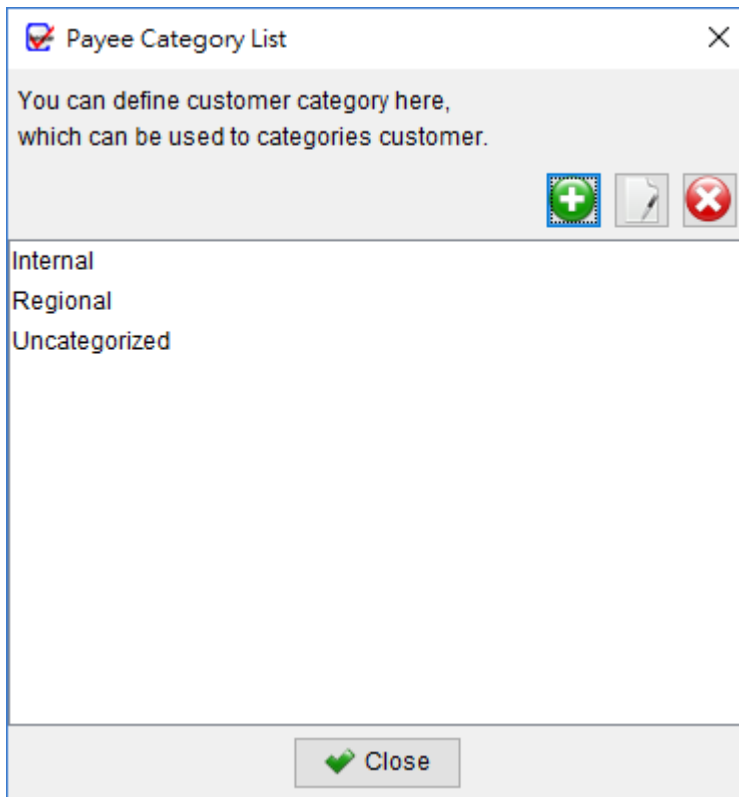 Payee Category List
You can define customer category here,
which can be used to categories customer.
Internal
Regional
Uncategorized
Close